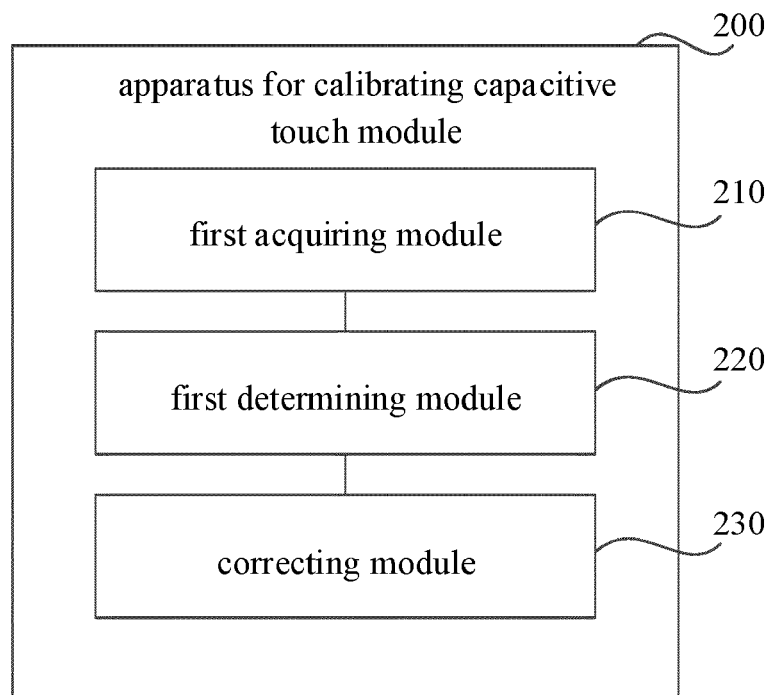 200
apparatus for calibrating capacitive
touch module
210
first acquiring module
220
first determining module
230
correcting module